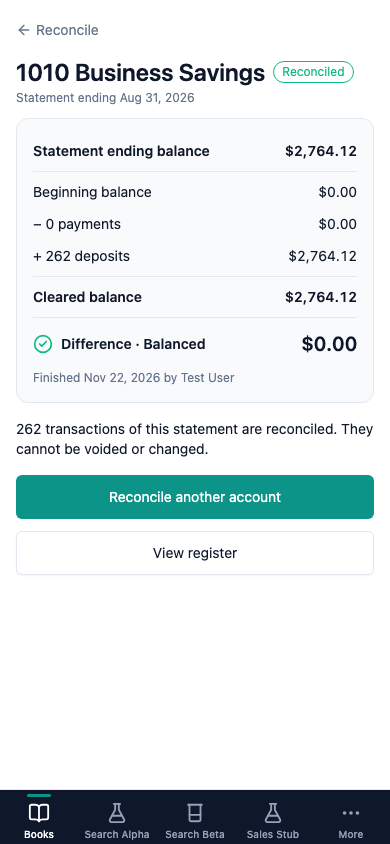 Reconcile
1010 Business Savings Reconciled
Statement ending Aug 31, 2026
Statement ending balance $2,764.12
Beginning balance $0.00
− 0 payments $0.00
+ 262 deposits $2,764.12
Cleared balance $2,764.12
Difference · Balanced $0.00
Finished Nov 22, 2026 by Test User
262 transactions of this statement are reconciled. They
cannot be voided or changed.
Reconcile another account
View register
Books Search Alpha Search Beta Sales Stub More